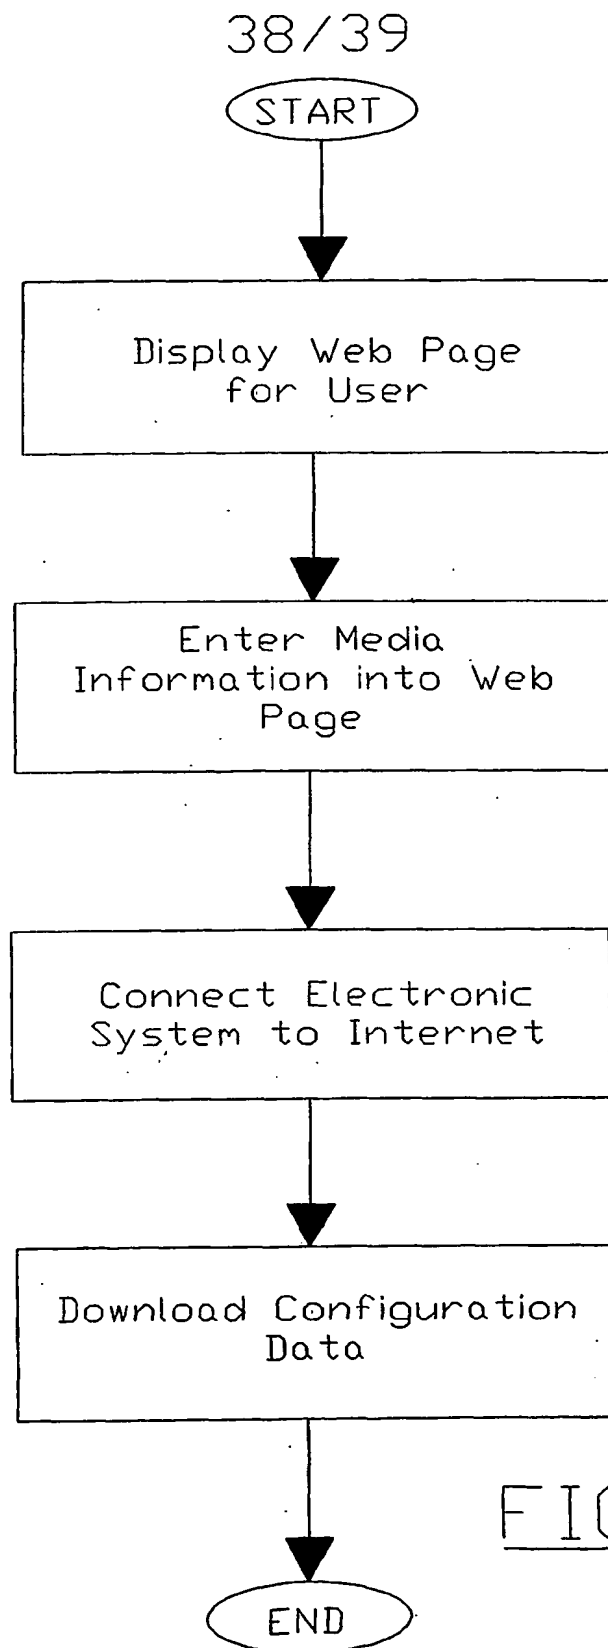 38/39
START
Display Web Page
for User
Enter Media
Information into Web
Page
Connect Electronic
System to Internet
Download Configuration
Data
END